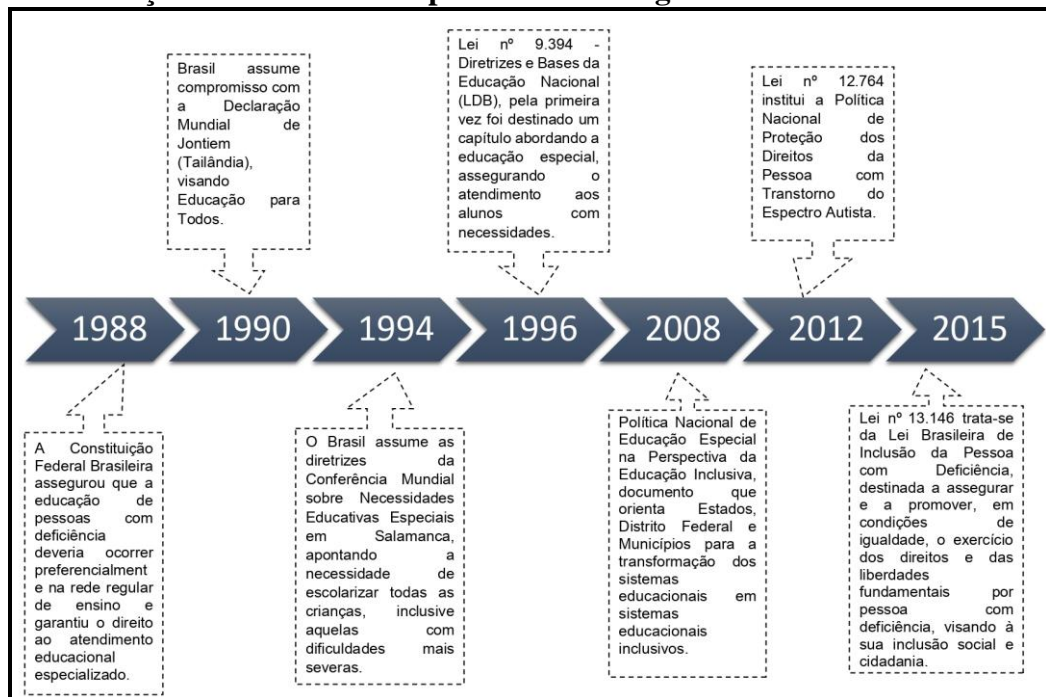 Brasil assume
compromisso com
a Declaração
Mundial de
Jontiem
(Tailândia),
visando
Educação para
Todos.
Lei nº 9.394 -
Diretrizes e Bases da
Educação Nacional
(LDB), pela primeira
vez foi destinado um
capítulo abordando a
educação especial,
assegurando o
atendimento aos
alunos com
necessidades.
Lei nº 12.764
institui a Política
Nacional de
Proteção dos
Direitos da
Pessoa com
Transtorno do
Espectro Autista.
1988
1990
1994
1996
2008
2012
2015
A Constituição
Federal Brasileira
assegurou que a
educação de
pessoas com
deficiência
deveria ocorrer
preferencialment
e na rede regular
de ensino e
garantiu o direito
ao atendimento
educacional
especializado.
O Brasil assume as
diretrizes da
Conferência Mundial
sobre Necessidades
Educativas Especiais
em Salamanca,
apontando a
necessidade de
escolarizar todas as
crianças, inclusive
aquelas com
dificuldades mais
severas.
Política Nacional de
Educação Especial
na Perspectiva da
Educação Inclusiva,
documento que
orienta Estados,
Distrito Federal e
Municípios para a
transformação dos
sistemas
educacionais em
sistemas
educacionais
inclusivos.
Lei nº 13.146 trata-se
da Lei Brasileira de
Inclusão da Pessoa
com Deficiência,
destinada a assegurar
e a promover, em
condições de
igualdade, o exercício
dos direitos e das
liberdades
fundamentais por
pessoa com
deficiência, visando à
sua inclusão social e
cidadania.